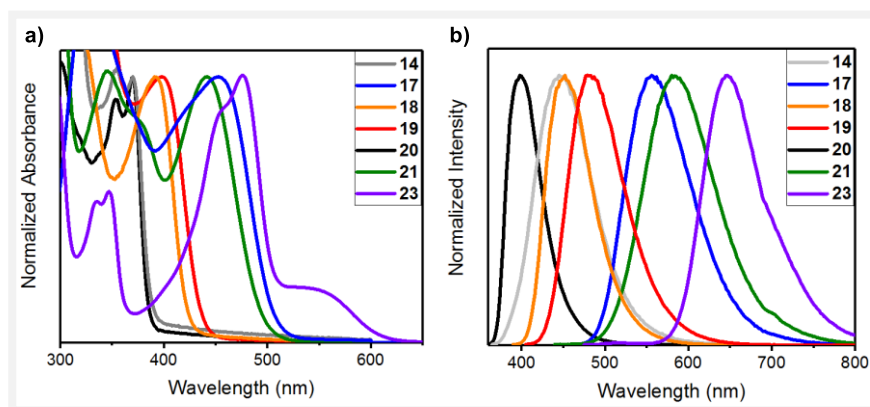 a)
14
17
18
19
20
21
23
Normalized Absorbance
300 400 500 600
Wavelength (nm)
b)
14
17
18
19
20
21
23
Normalized Intensity
400 500 600 700 800
Wavelength (nm)